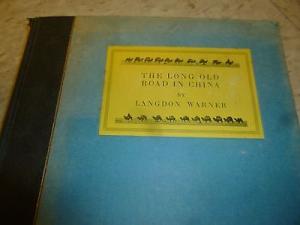 THE LONG OLD
ROAD IN CHINA
BY
LANGDON WARNER